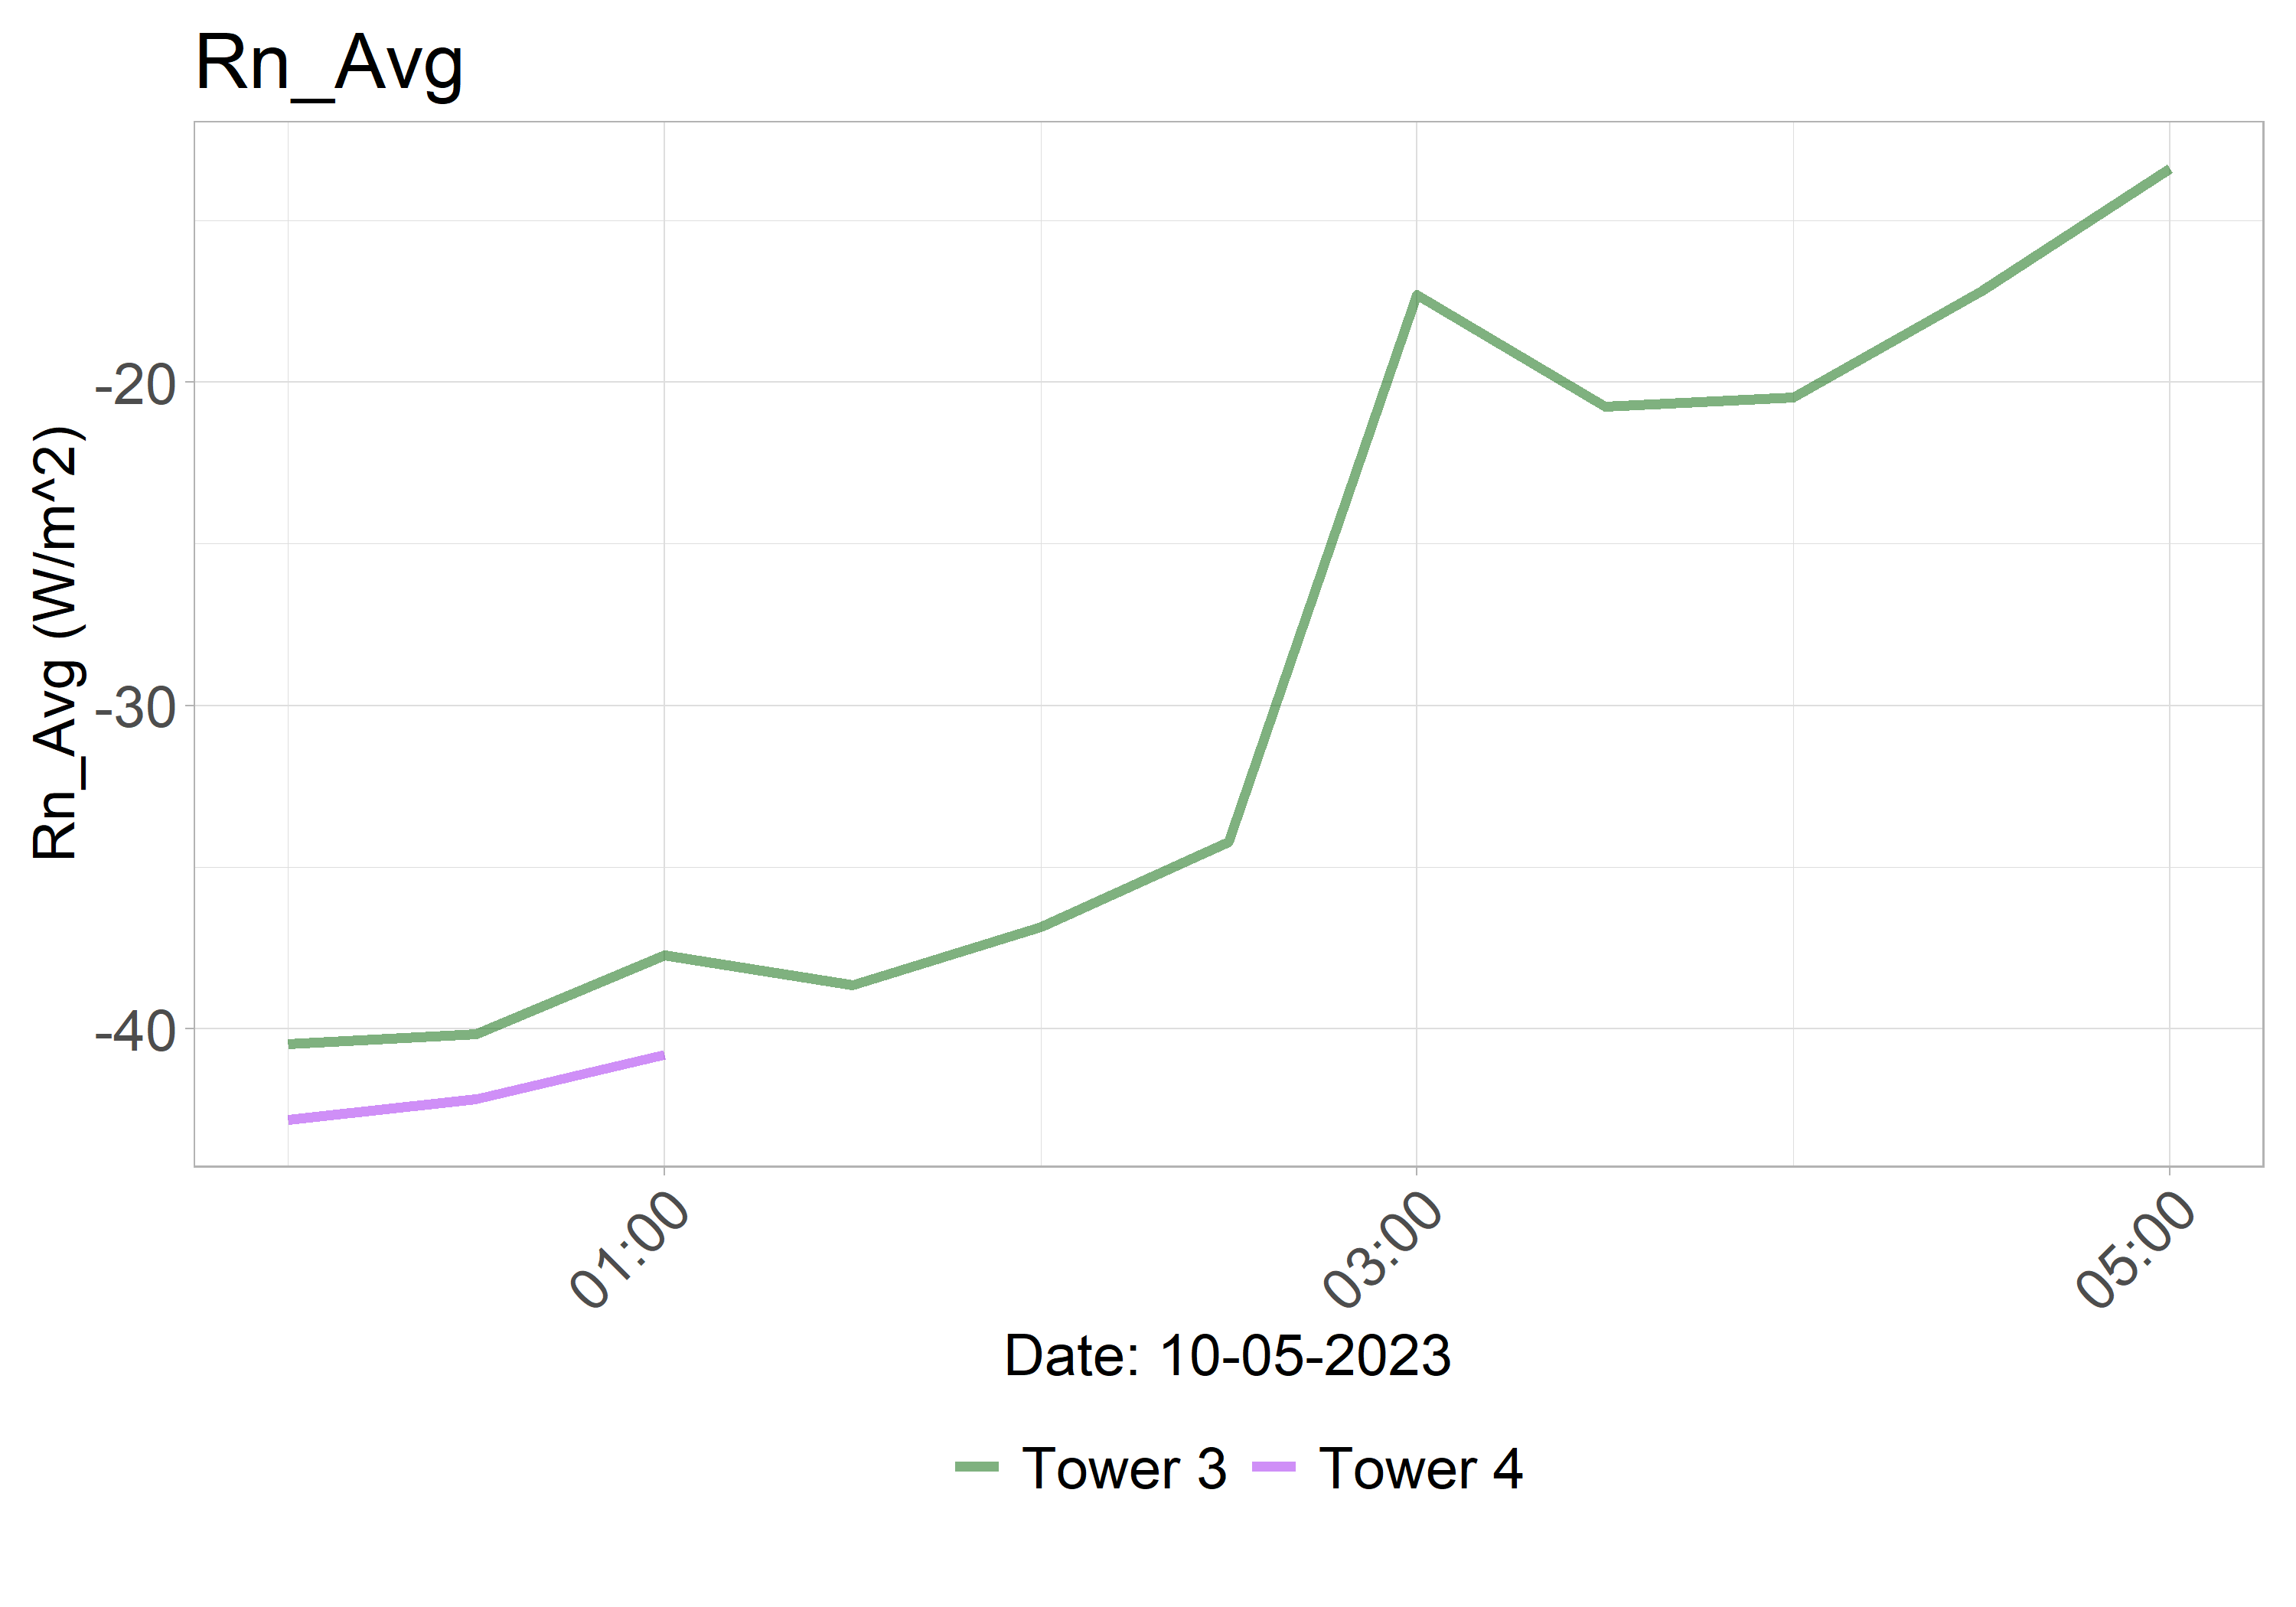 Rn_Avg
Rn_Avg (W/m^2)
-20
-30
-40
01:00
03:00
05:00
Date: 10-05-2023
Tower 3
Tower 4